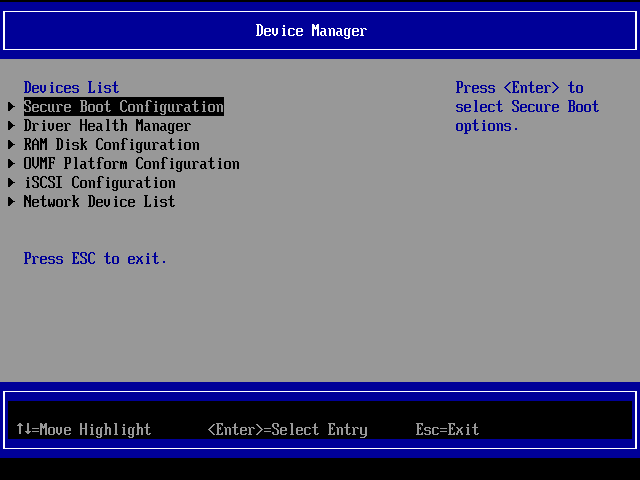 Device Manager
Devices List
Secure Boot Configuration
Driver Health Manager
RAM Disk Configuration
OVMF Platform Configuration
iSCSI Configuration
Network Device List
Press ESC to exit.
Press <Enter> to
select Secure Boot
options.
↑↓=Move Highlight <Enter>=Select Entry Esc=Exit